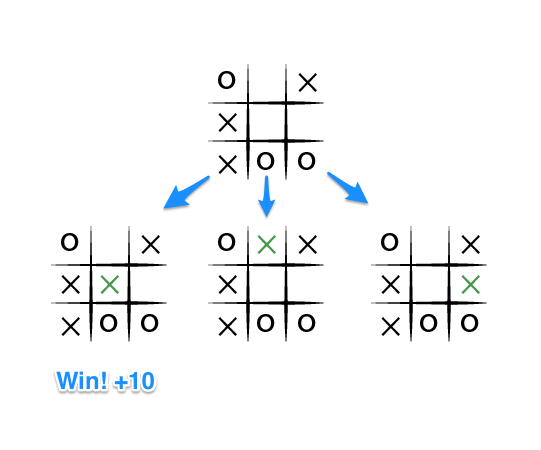 O X
X
X O O
O X X X O X
X X X X X
X O O X O O X O O
Win! +10